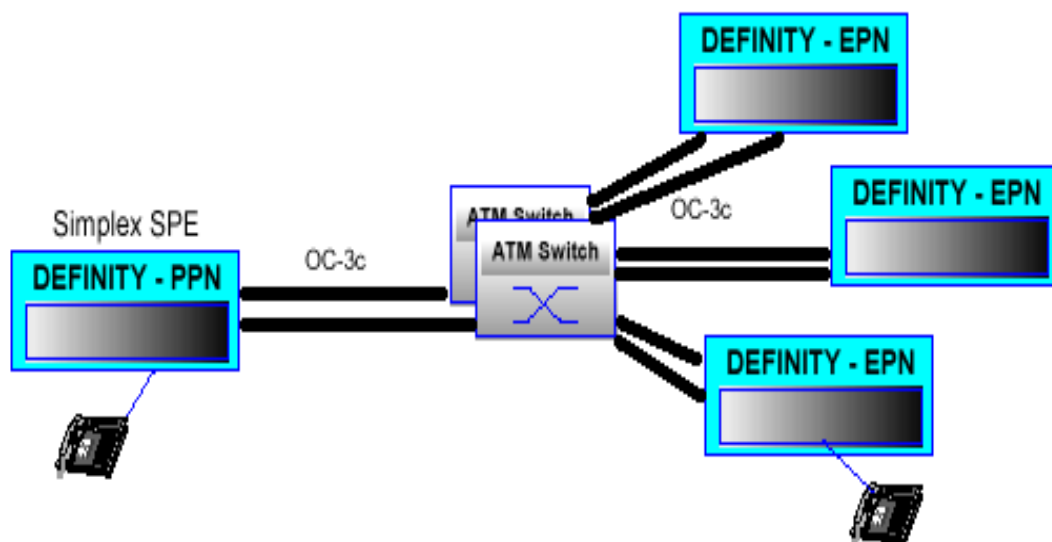 DEFINITY - EPN
DEFINITY - EPN
OC-3c
ATM Switch
ATM Switch
Simplex SPE
OC-3c
DEFINITY - PPN
DEFINITY - EPN